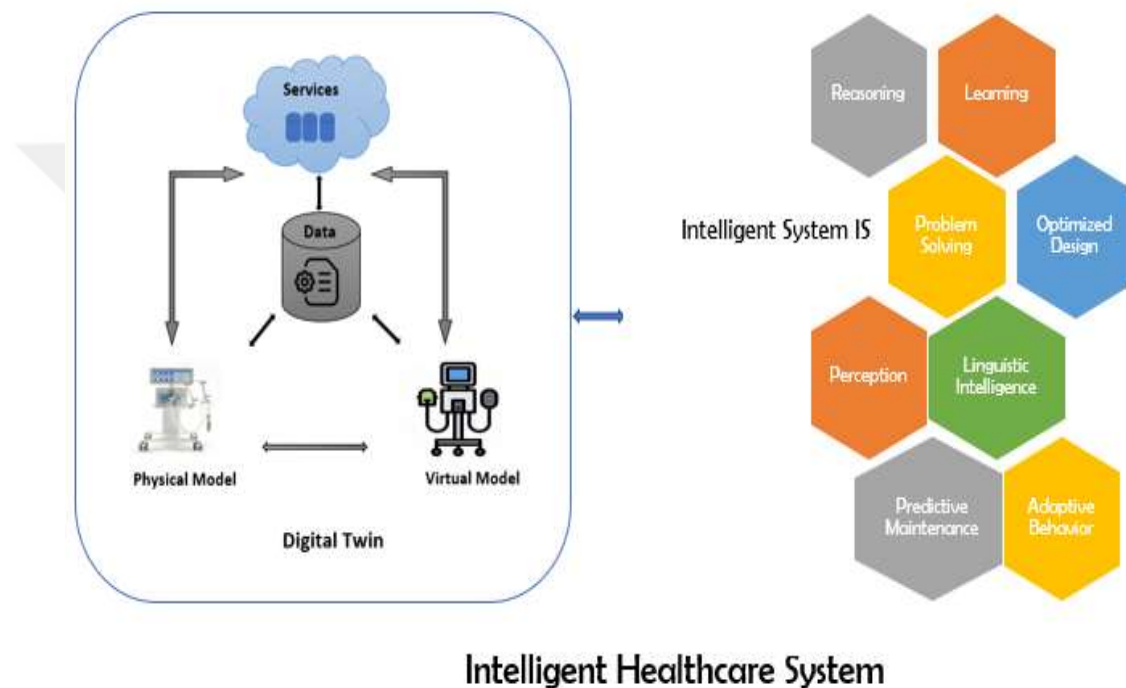 Services
Data
Physical Model
Virtual Model
Digital Twin
Intelligent System IS
Reasoning
Learning
Problem
Solving
Optimized
Design
Perception
Linguistic
Intelligence
Predictive
Maintenance
Adaptive
Behavior
Intelligent Healthcare System